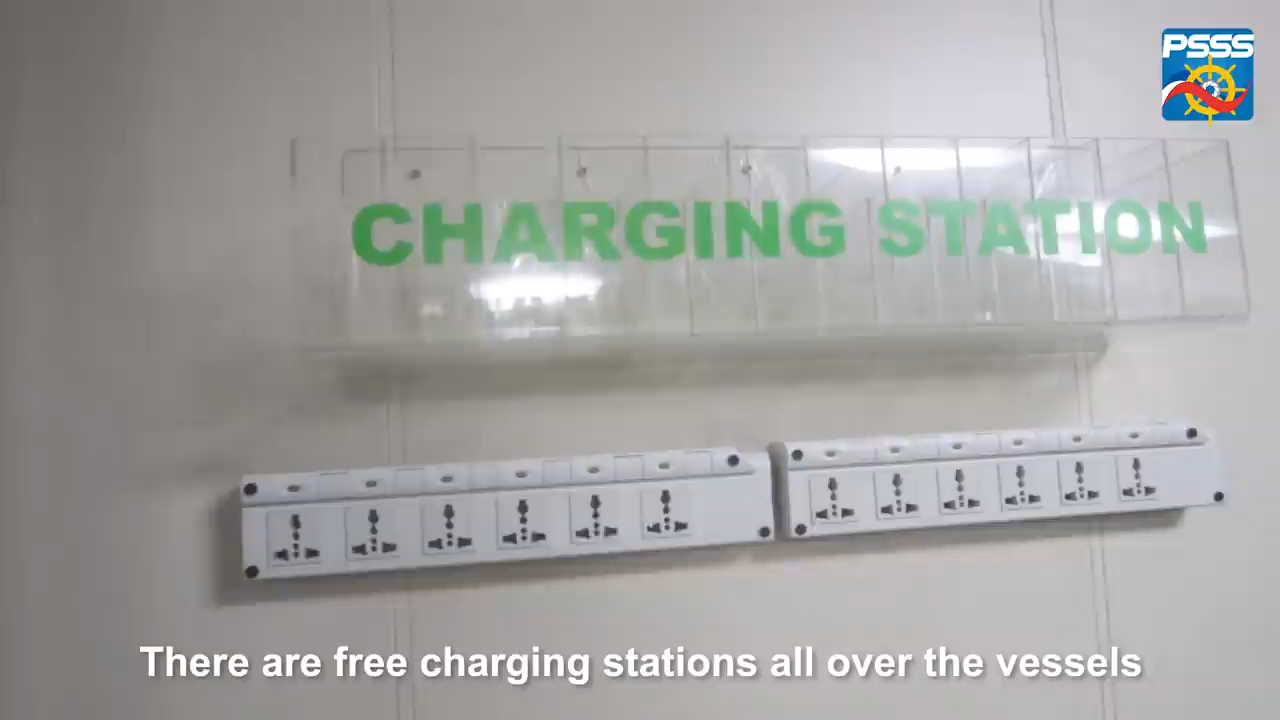 PSSS
CHARGING STATION
There are free charging stations all over the vessels